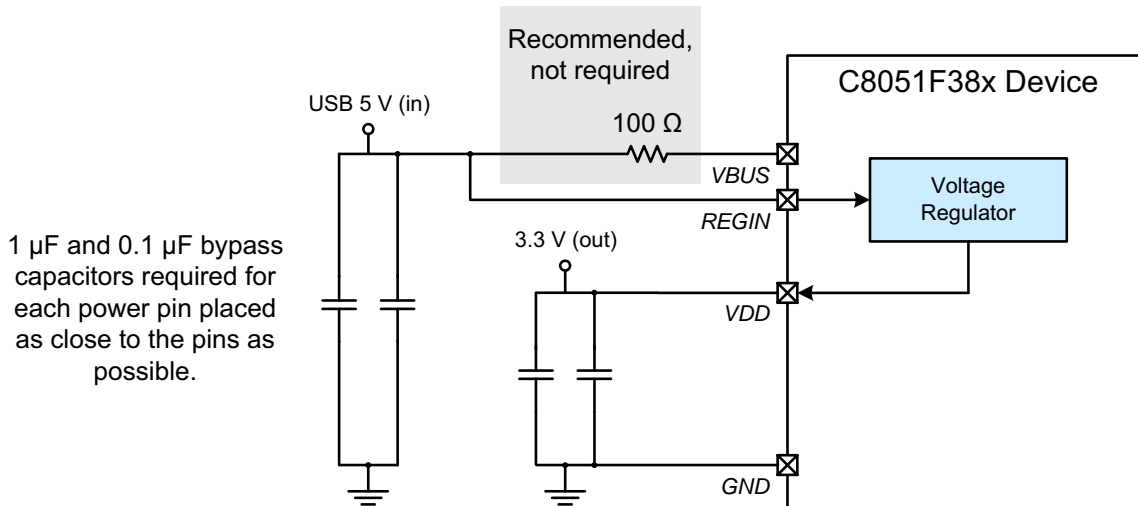 Recommended,
not required
C8051F38x Device
USB 5 V (in)
100 Ω
VBUS
Voltage
Regulator
REGIN
1 µF and 0.1 µF bypass
capacitors required for
each power pin placed
as close to the pins as
possible.
3.3 V (out)
VDD
GND